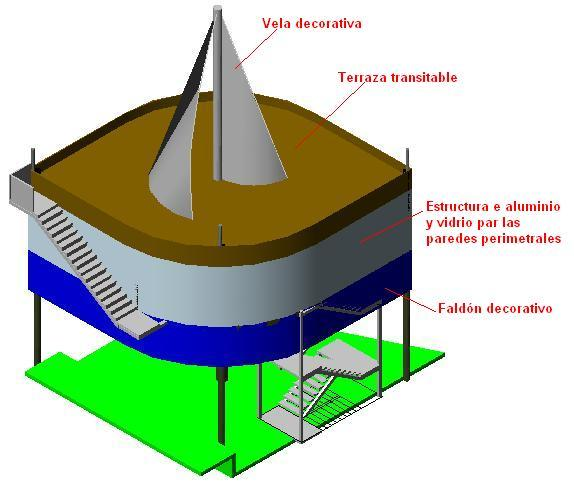 Vela decorativa
Terraza transitable
Estructura e aluminio
y vidrio par las
paredes perimetrales
Faldón decorativo